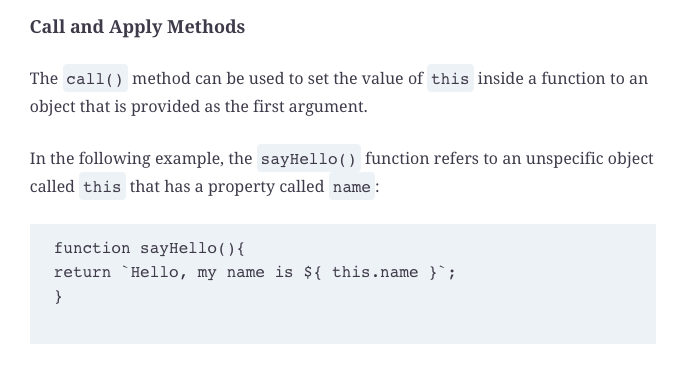 Call and Apply Methods
The call() method can be used to set the value of this inside a function to an
object that is provided as the first argument.
In the following example, the sayHello() function refers to an unspecific object
called this that has a property called name:
function sayHello(){
return `Hello, my name is ${ this.name }`;
}